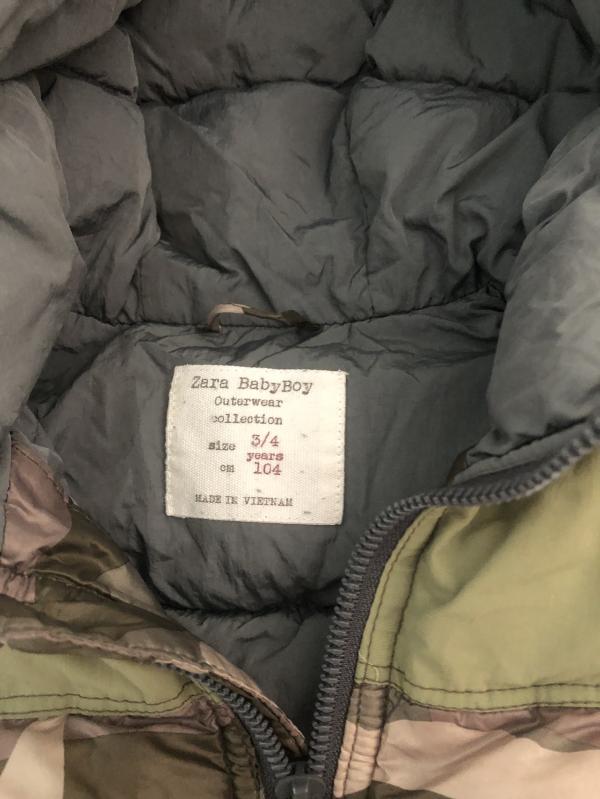 Zara BabyBoy
Outerwear
collection
size 3/4
years
cm 104
MADE IN VIETNAM